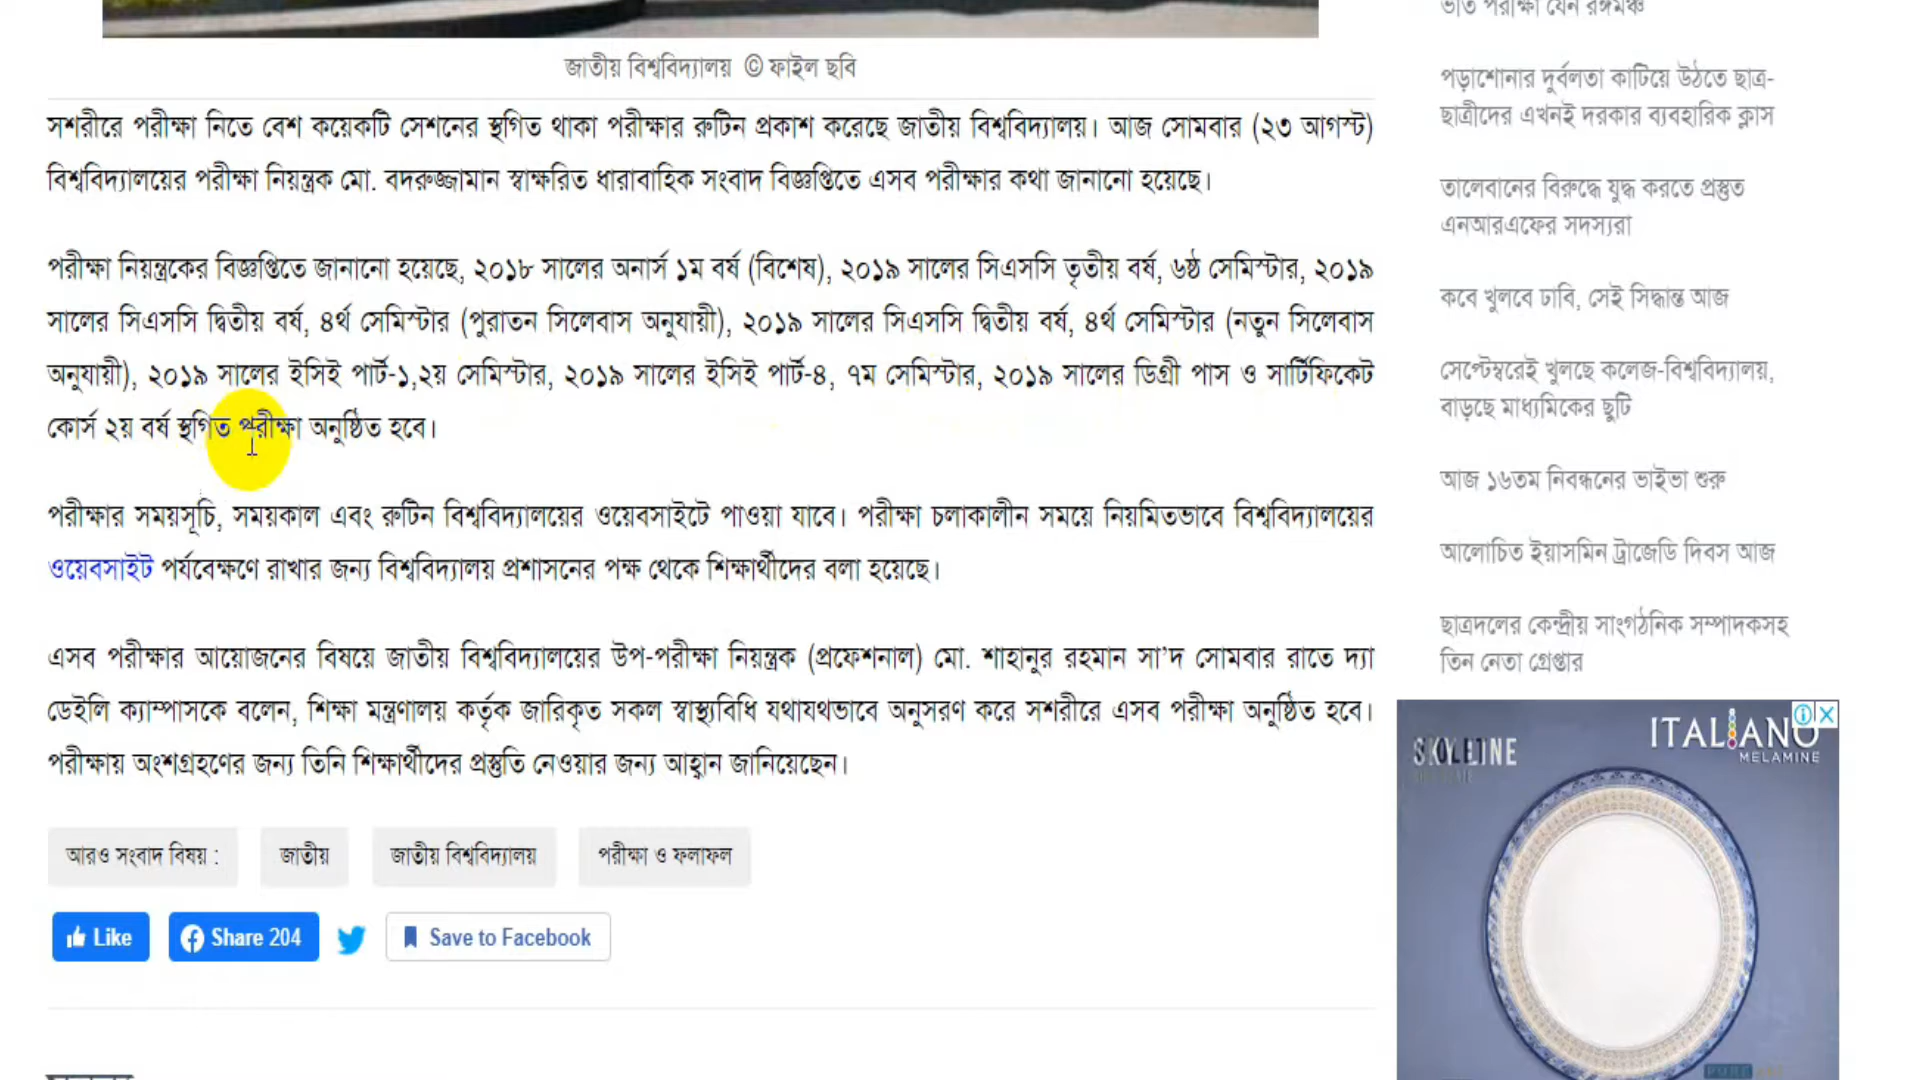 জাতীয় বিশ্ববিদ্যালয় © ফাইল ছবি
সশরীরে পরীক্ষা নিতে বেশ কয়েকটি সেশনের স্থগিত থাকা পরীক্ষার রুটিন প্রকাশ করেছে জাতীয় বিশ্ববিদ্যালয়। আজ সোমবার (২৩ আগস্ট)
বিশ্ববিদ্যালয়ের পরীক্ষা নিয়ন্ত্রক মো. বদরুজ্জামান স্বাক্ষরিত ধারাবাহিক সংবাদ বিজ্ঞপ্তিতে এসব পরীক্ষার কথা জানানো হয়েছে।
পরীক্ষা নিয়ন্ত্রকের বিজ্ঞপ্তিতে জানানো হয়েছে, ২০১৮ সালের অনার্স ১ম বর্ষ (বিশেষ), ২০১৯ সালের সিএসসি তৃতীয় বর্ষ, ৬ষ্ঠ সেমিস্টার, ২০১৯
সালের সিএসসি দ্বিতীয় বর্ষ, ৪র্থ সেমিস্টার (পুরাতন সিলেবাস অনুযায়ী), ২০১৯ সালের সিএসসি দ্বিতীয় বর্ষ, ৪র্থ সেমিস্টার (নতুন সিলেবাস
অনুযায়ী), ২০১৯ সালের ইসিই পার্ট-১,২য় সেমিস্টার, ২০১৯ সালের ইসিই পার্ট-৪, ৭ম সেমিস্টার, ২০১৯ সালের ডিগ্রী পাস ও সার্টিফিকেট
কোর্স ২য় বর্ষ স্থগিত পরীক্ষা অনুষ্ঠিত হবে।
পরীক্ষার সময়সূচি, সময়কাল এবং রুটিন বিশ্ববিদ্যালয়ের ওয়েবসাইটে পাওয়া যাবে। পরীক্ষা চলাকালীন সময়ে নিয়মিতভাবে বিশ্ববিদ্যালয়ের
ওয়েবসাইট পর্যবেক্ষণে রাখার জন্য বিশ্ববিদ্যালয় প্রশাসনের পক্ষ থেকে শিক্ষার্থীদের বলা হয়েছে।
এসব পরীক্ষার আয়োজনের বিষয়ে জাতীয় বিশ্ববিদ্যালয়ের উপ-পরীক্ষা নিয়ন্ত্রক (প্রফেশনাল) মো. শাহানুর রহমান সা’দ সোমবার রাতে দ্যা
ডেইলি ক্যাম্পাসকে বলেন, শিক্ষা মন্ত্রণালয় কর্তৃক জারিকৃত সকল স্বাস্থ্যবিধি যথাযথভাবে অনুসরণ করে সশরীরে এসব পরীক্ষা অনুষ্ঠিত হবে।
পরীক্ষায় অংশগ্রহণের জন্য তিনি শিক্ষার্থীদের প্রস্তুতি নেওয়ার জন্য আহ্বান জানিয়েছেন।
আরও সংবাদ বিষয় :
জাতীয়
জাতীয় বিশ্ববিদ্যালয়
পরীক্ষা ও ফলাফল
Like
Share 204
Save to Facebook
ভর্তি পরীক্ষা যেন রঙ্গমঞ্চ
পড়াশোনার দুর্বলতা কাটিয়ে উঠতে ছাত্র-
ছাত্রীদের এখনই দরকার ব্যবহারিক ক্লাস
তালেবানের বিরুদ্ধে যুদ্ধ করতে প্রস্তুত
এনআরএফের সদস্যরা
কবে খুলবে ঢাবি, সেই সিদ্ধান্ত আজ
সেপ্টেম্বরেই খুলছে কলেজ-বিশ্ববিদ্যালয়,
বাড়ছে মাধ্যমিকের ছুটি
আজ ১৬তম নিবন্ধনের ভাইভা শুরু
আলোচিত ইয়াসমিন ট্রাজেডি দিবস আজ
ছাত্রদলের কেন্দ্রীয় সাংগঠনিক সম্পাদকসহ
তিন নেতা গ্রেপ্তার
ITALIANO
MELAMINE